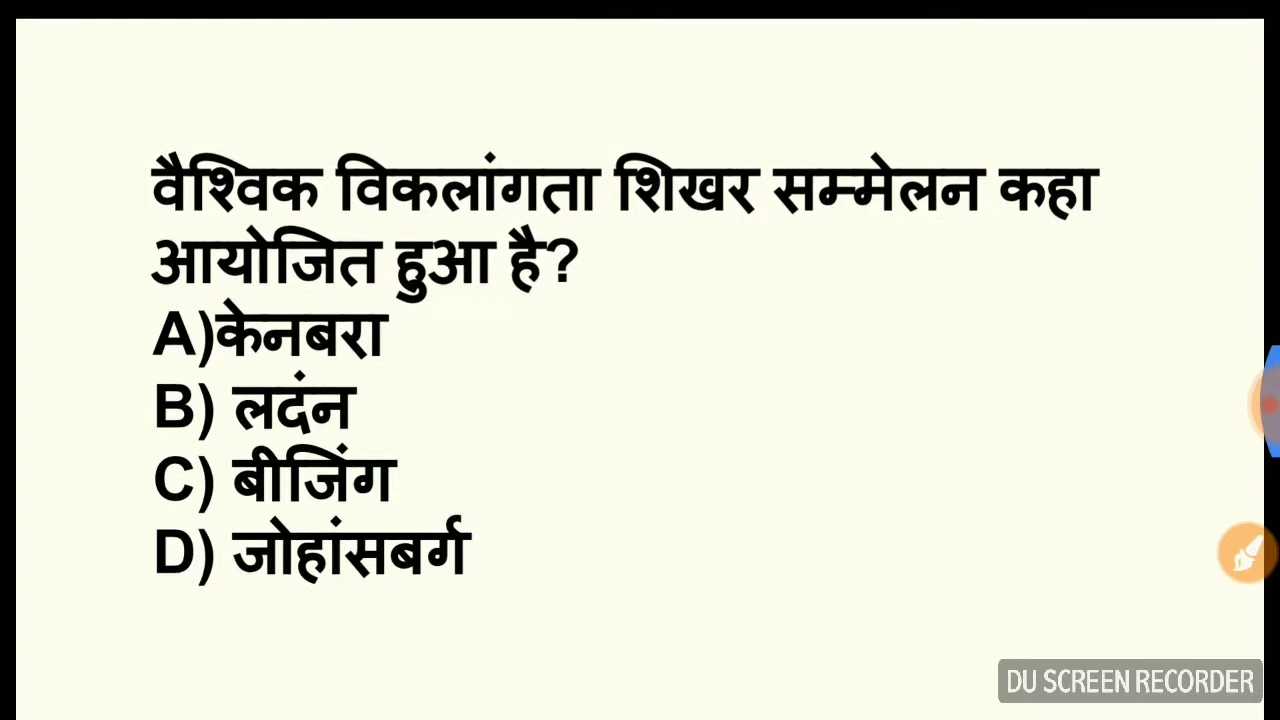 वैश्विक विकलांगता शिखर सम्मेलन कहा
आयोजित हुआ है?
A)केनबरा
B) लदंन
C) बीजिंग
D) जोहांसबर्ग
DU SCREEN RECORDER